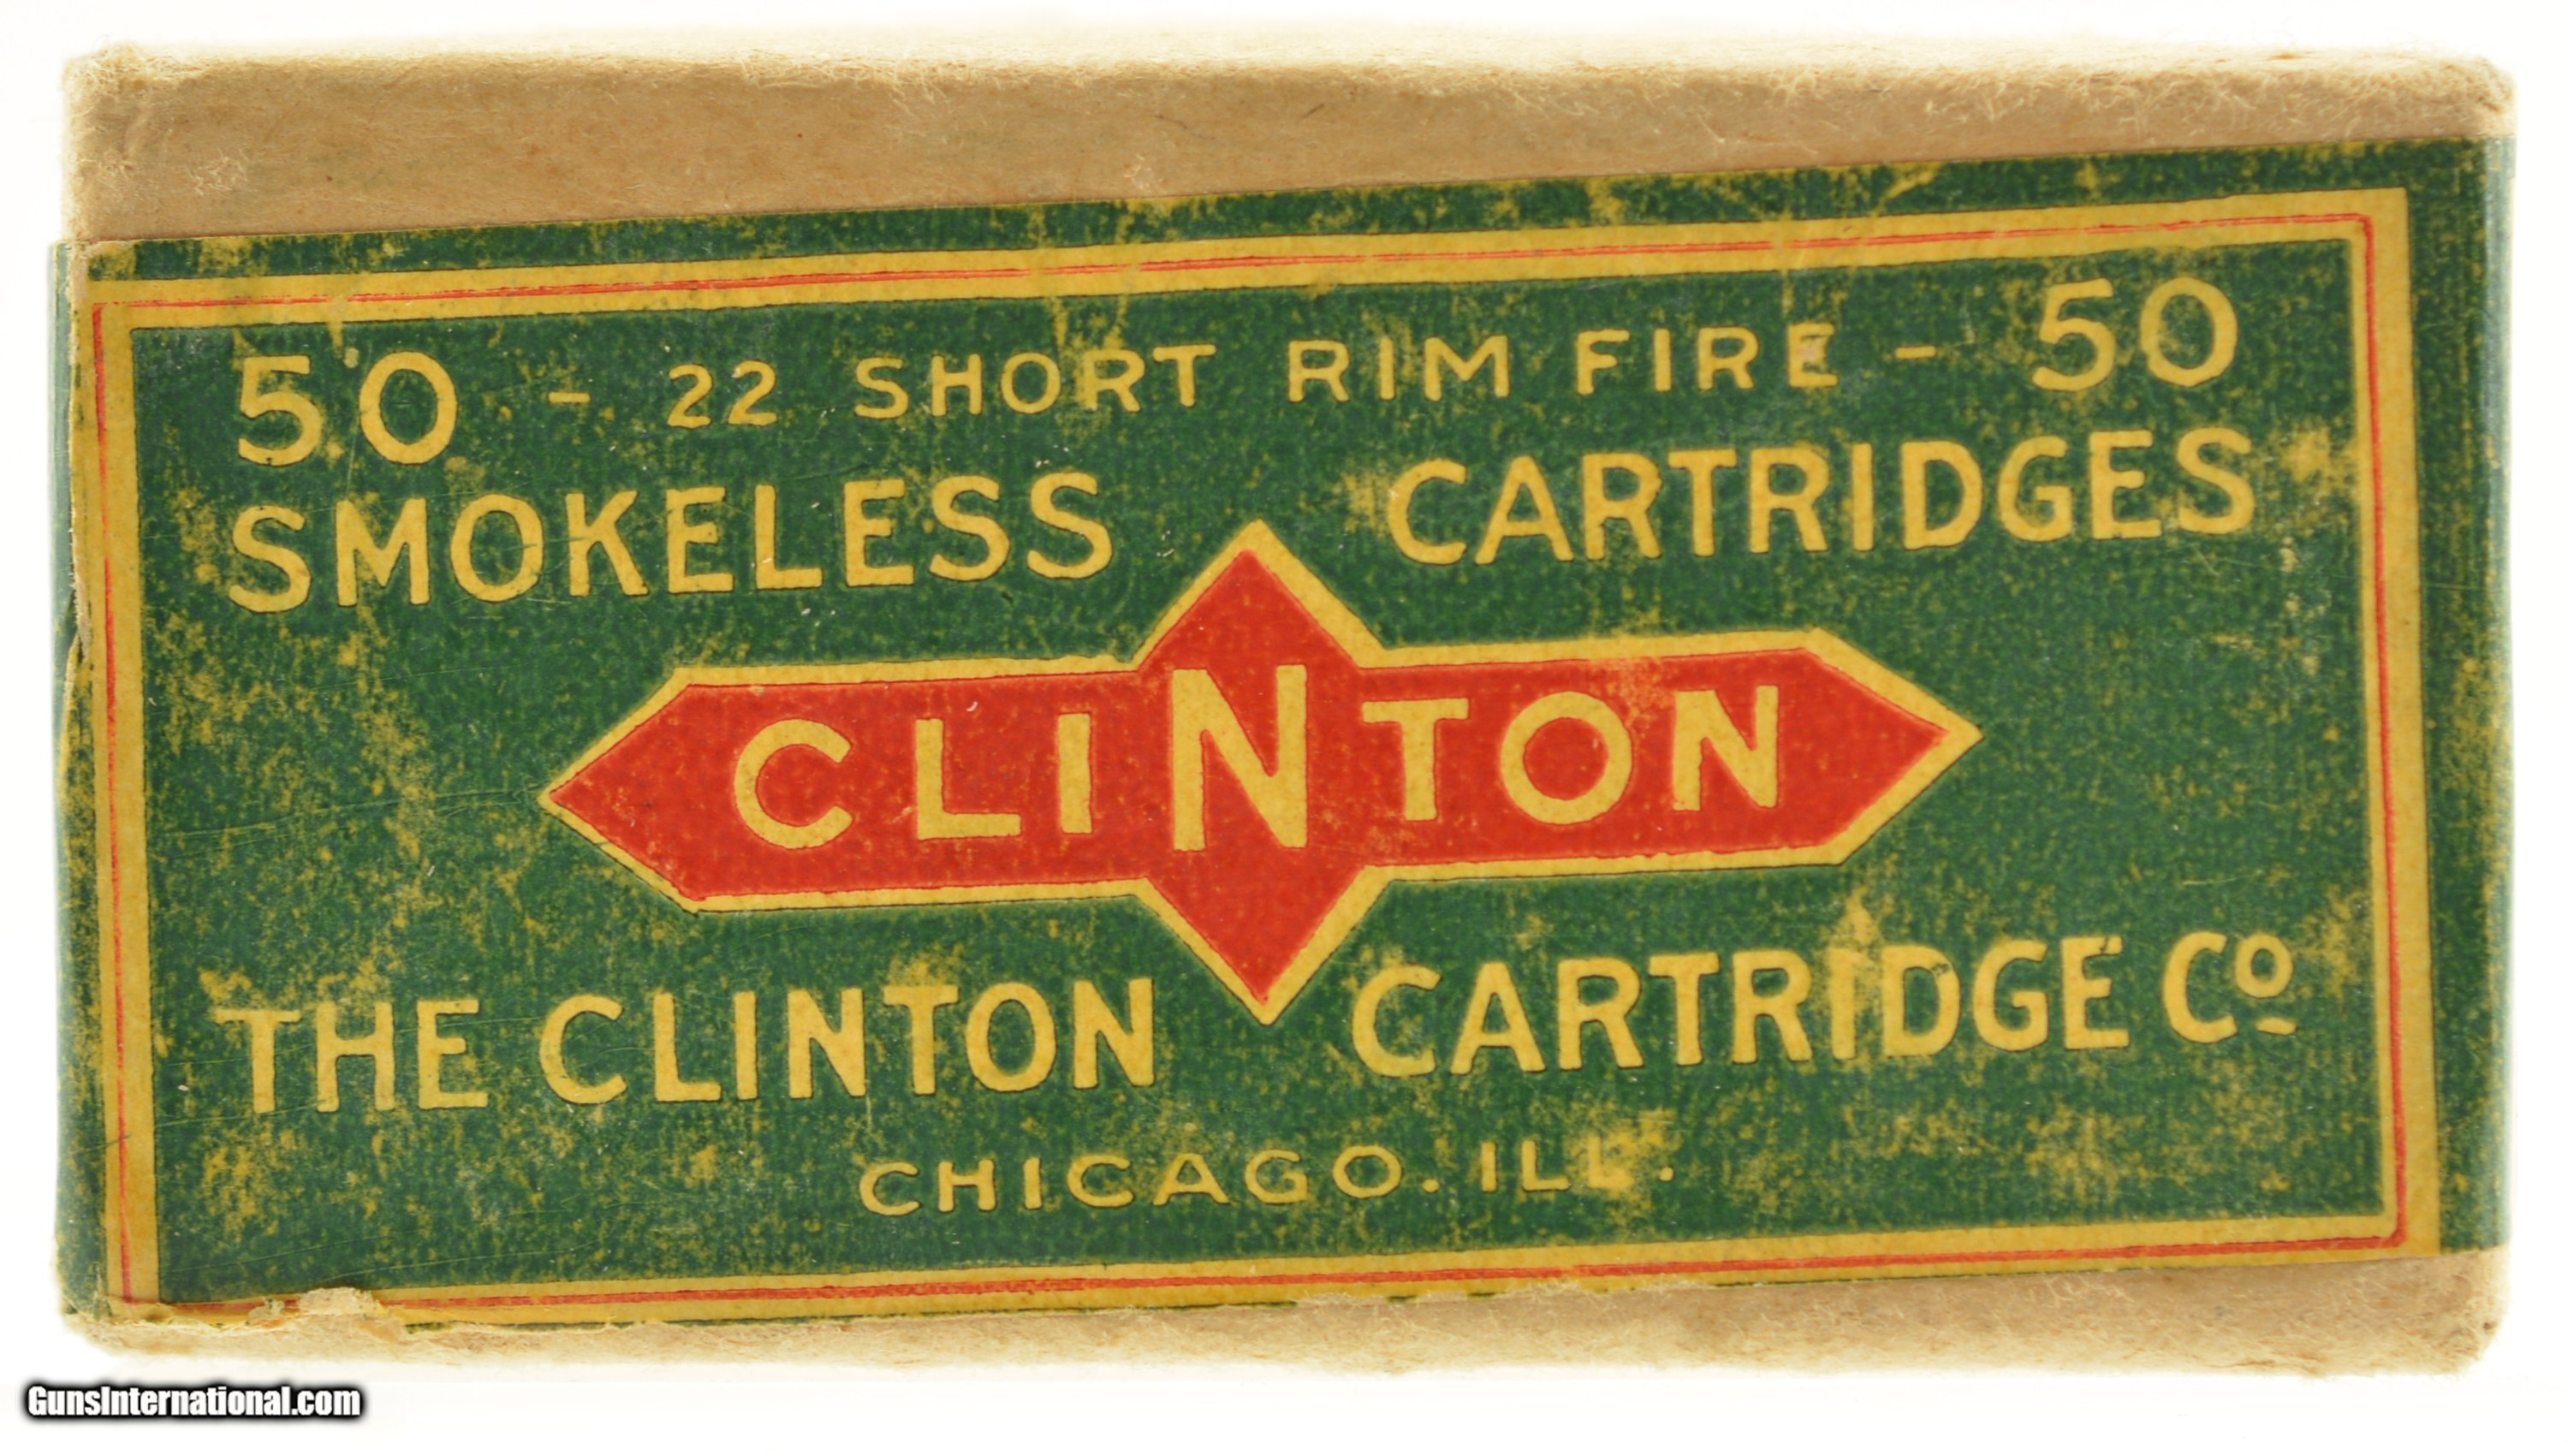 50 - 22 SHORT RIM FIRE - 50
SMOKELESS CARTRIDGES
CLINTON
THE CLINTON CARTRIDGE Co
CHICAGO. ILL.
GunsInternational.com